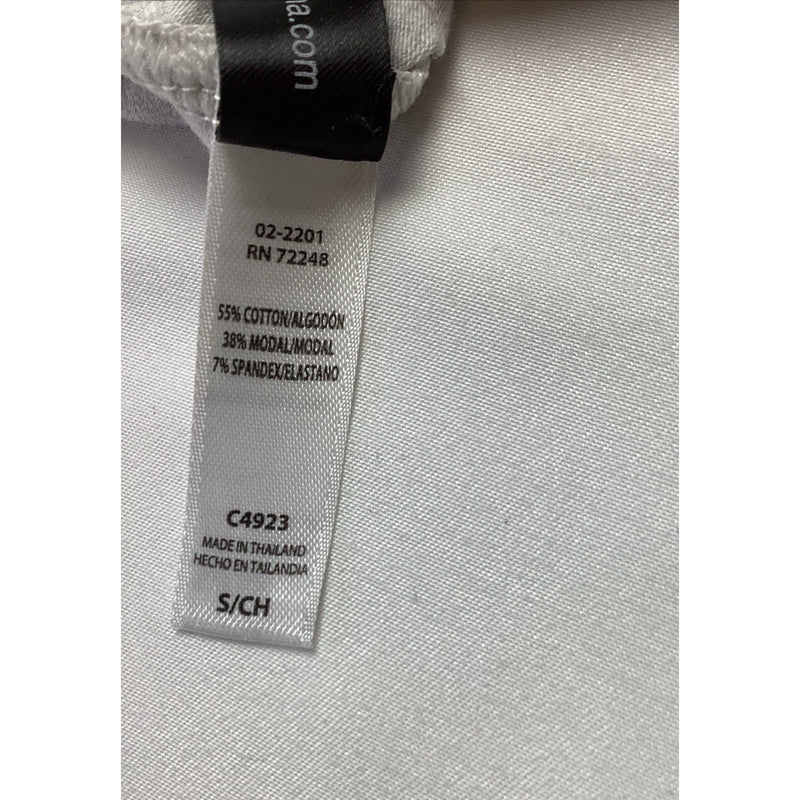 na.com
02-2201
RN 72248
55% COTTON/ALGODÓN
38% MODAL/MODAL
7% SPANDEX/ELASTANO
C4923
MADE IN THAILAND
HECHO EN TAILANDIA
S/CH